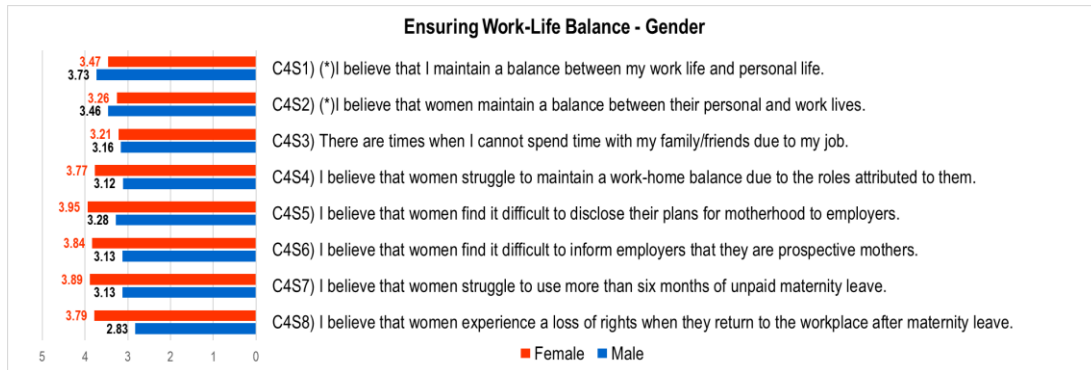 Ensuring Work-Life Balance - Gender
3.47
3.73
C4S1) (*)I believe that I maintain a balance between my work life and personal life.
3.26
3.46
C4S2) (*)I believe that women maintain a balance between their personal and work lives.
3.21
3.16
C4S3) There are times when I cannot spend time with my family/friends due to my job.
3.77
3.12
C4S4) I believe that women struggle to maintain a work-home balance due to the roles attributed to them.
3.95
3.28
C4S5) I believe that women find it difficult to disclose their plans for motherhood to employers.
3.84
3.13
C4S6) I believe that women find it difficult to inform employers that they are prospective mothers.
3.89
3.13
C4S7) I believe that women struggle to use more than six months of unpaid maternity leave.
3.79
2.83
C4S8) I believe that women experience a loss of rights when they return to the workplace after maternity leave.
5 4 3 2 1 0
Female Male